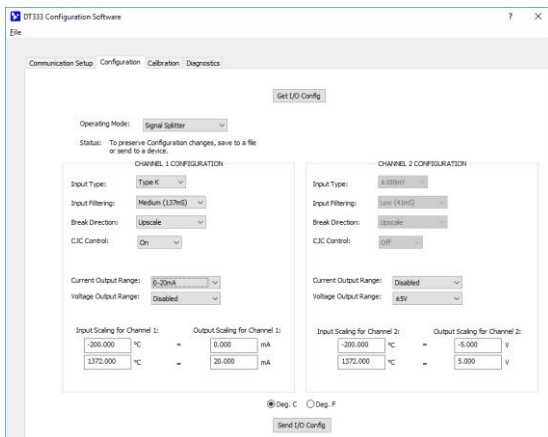 DT333 Configuration Software
File
Communication Setup Configuration Calibration Diagnostics
Get I/O Config
Operating Mode: Signal Splitter
Status: To preserve Configuration changes, save to a file
or send to a device.
CHANNEL 1 CONFIGURATION
Input Type: Type K
Input Filtering: Medium (137mS)
Break Direction: Upscale
CJC Control: On
Current Output Range: 0-20mA
Voltage Output Range: Disabled
Input Scaling for Channel 1: Output Scaling for Channel 1:
-200.000 °C = 0.000 mA
1372.000 °C = 20.000 mA
CHANNEL 2 CONFIGURATION
Input Type: ±100mV
Input Filtering: Low (41mS)
Break Direction: Upscale
CJC Control: Off
Current Output Range: Disabled
Voltage Output Range: ±5V
Input Scaling for Channel 2: Output Scaling for Channel 2:
-200.000 °C = -5.000 V
1372.000 °C = 5.000 V
Deg. C Deg. F
Send I/O Config